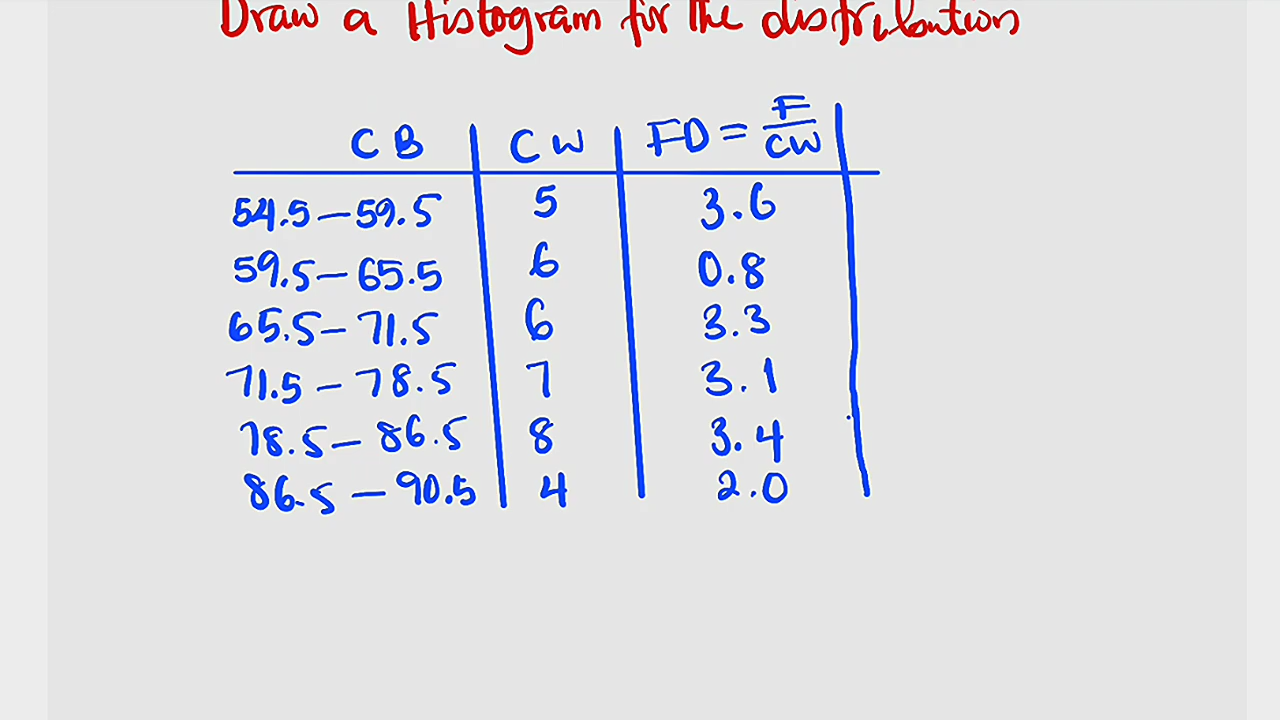 Draw a Histogram for the distributions
CB CW FD = F/CW
54.5 – 59.5 5 3.6
59.5 – 65.5 6 0.8
65.5 – 71.5 6 3.3
71.5 – 78.5 7 3.1
78.5 – 86.5 8 3.4
86.5 – 90.5 4 2.0